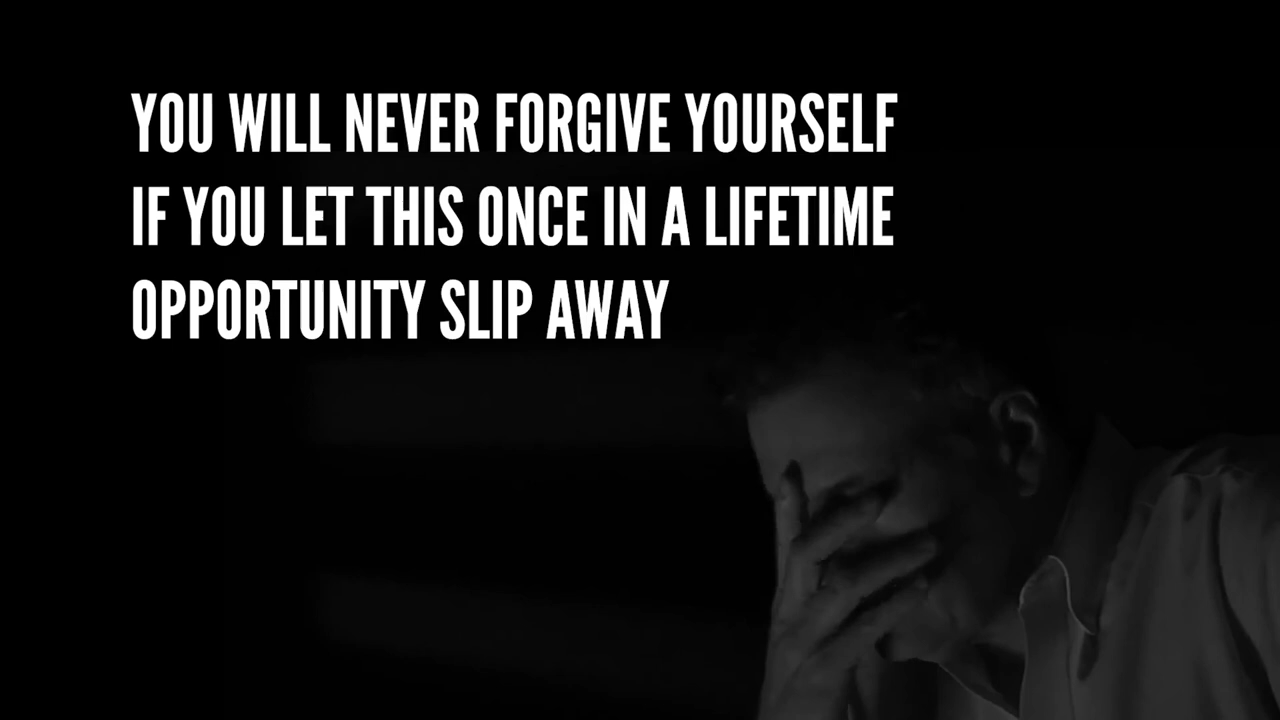 YOU WILL NEVER FORGIVE YOURSELF
IF YOU LET THIS ONCE IN A LIFETIME
OPPORTUNITY SLIP AWAY